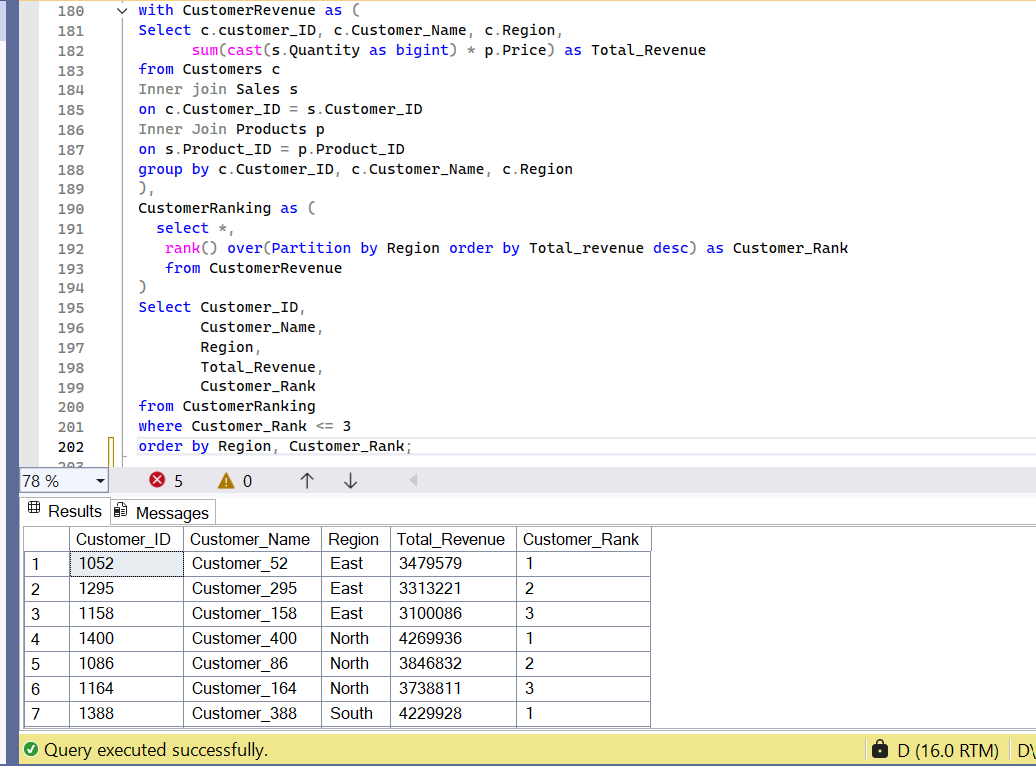 180 with CustomerRevenue as (
181 Select c.customer_ID, c.Customer_Name, c.Region,
182 sum(cast(s.Quantity as bigint) * p.Price) as Total_Revenue
183 from Customers c
184 Inner join Sales s
185 on c.Customer_ID = s.Customer_ID
186 Inner Join Products p
187 on s.Product_ID = p.Product_ID
188 group by c.Customer_ID, c.Customer_Name, c.Region
189 ),
190 CustomerRanking as (
191 select *,
192 rank() over(Partition by Region order by Total_revenue desc) as Customer_Rank
193 from CustomerRevenue
194 )
195 Select Customer_ID,
196 Customer_Name,
197 Region,
198 Total_Revenue,
199 Customer_Rank
200 from CustomerRanking
201 where Customer_Rank <= 3
202 order by Region, Customer_Rank;
203
78 % 5 0
Results Messages
Customer_ID Customer_Name Region Total_Revenue Customer_Rank
1 1052 Customer_52 East 3479579 1
2 1295 Customer_295 East 3313221 2
3 1158 Customer_158 East 3100086 3
4 1400 Customer_400 North 4269936 1
5 1086 Customer_86 North 3846832 2
6 1164 Customer_164 North 3738811 3
7 1388 Customer_388 South 4229928 1
Query executed successfully. D (16.0 RTM) D\